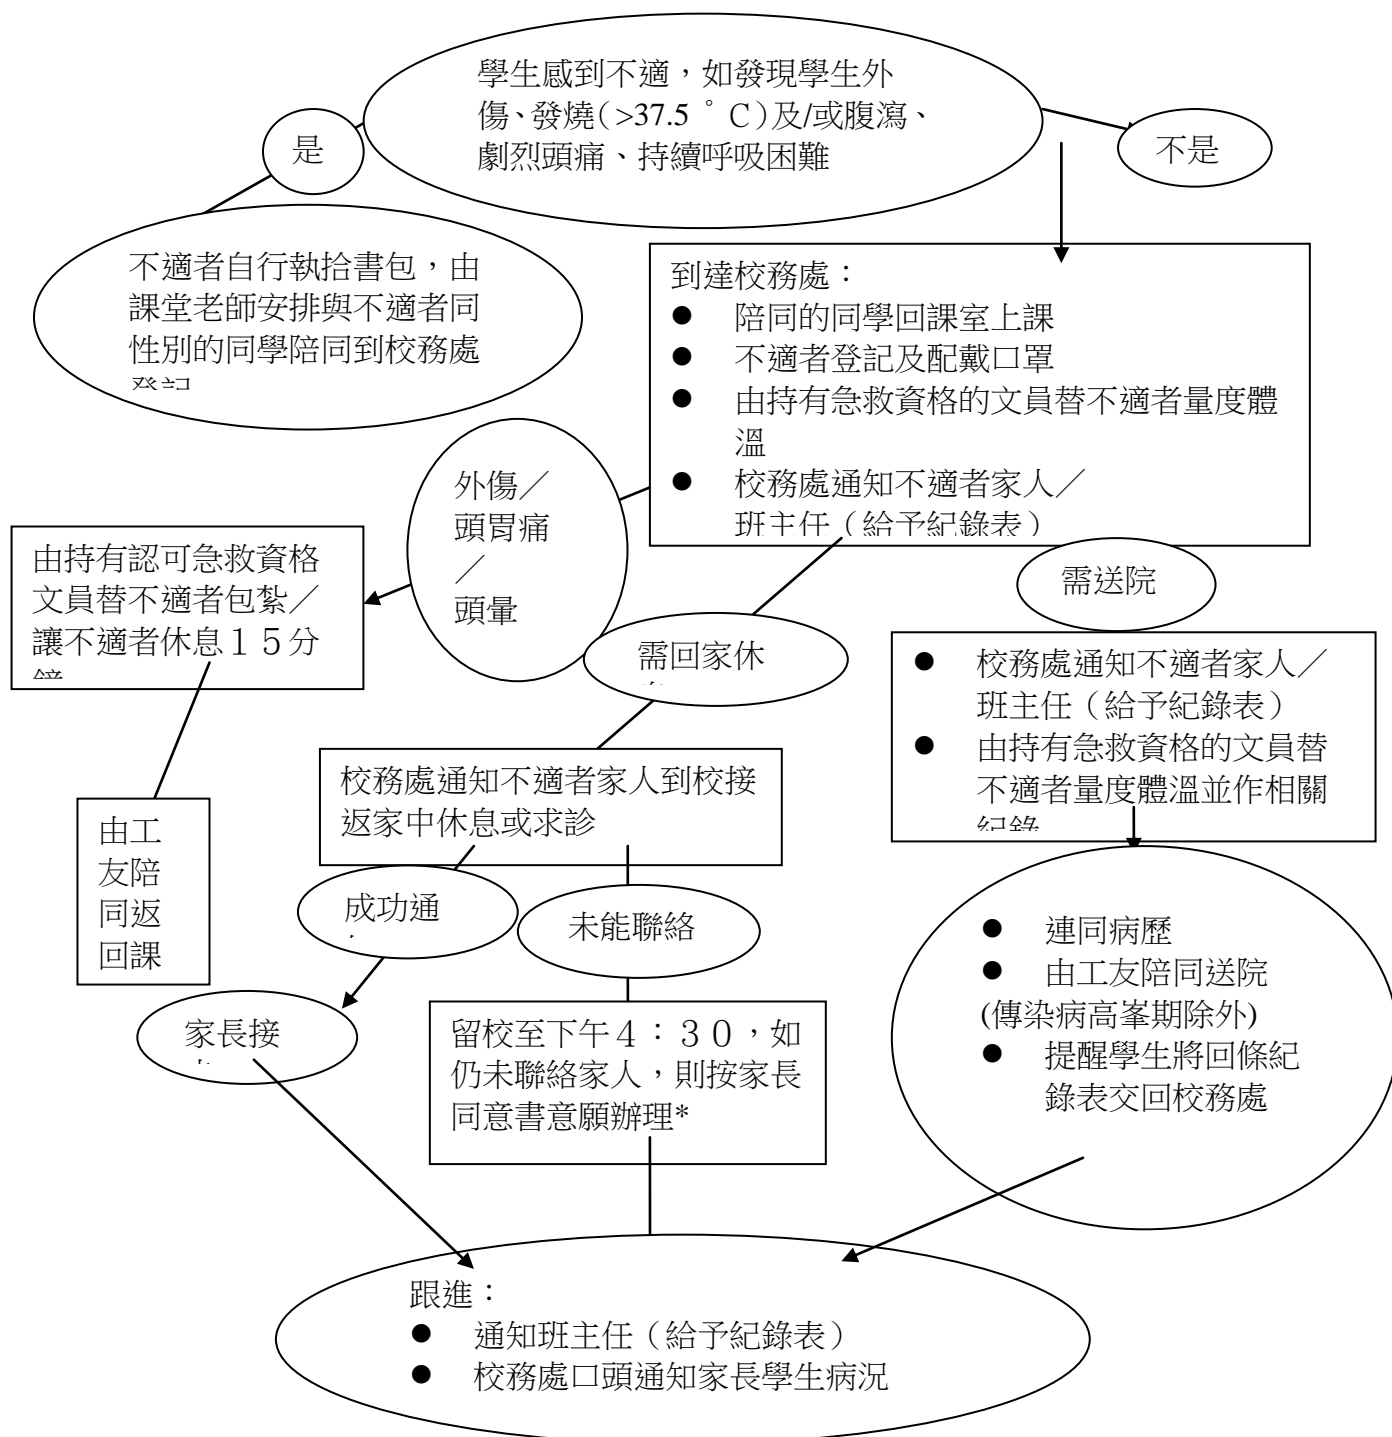 學生感到不適，如發現學生外
傷、發燒（>37.5 ゜C）及/或腹瀉、
劇烈頭痛、持續呼吸困難
是
不是
不適者自行執拾書包，由
課堂老師安排與不適者同
性別的同學陪同到校務處
到達校務處：
● 陪同的同學回課室上課
● 不適者登記及配戴口罩
● 由持有急救資格的文員替不適者量度體
溫
● 校務處通知不適者家人／
班主任（給予紀錄表）
外傷／
頭胃痛
／
頭暈
由持有認可急救資格
文員替不適者包紮／
讓不適者休息１５分
需送院
需回家休
● 校務處通知不適者家人／
班主任（給予紀錄表）
● 由持有急救資格的文員替
不適者量度體溫並作相關
紀錄
校務處通知不適者家人到校接
返家中休息或求診
由工
友陪
同返
回課
成功通
未能聯絡
● 連同病歷
● 由工友陪同送院
(傳染病高峯期除外)
● 提醒學生將回條紀
錄表交回校務處
家長接
留校至下午４：３０，如
仍未聯絡家人，則按家長
同意書意願辦理*
跟進：
● 通知班主任（給予紀錄表）
● 校務處口頭通知家長學生病況